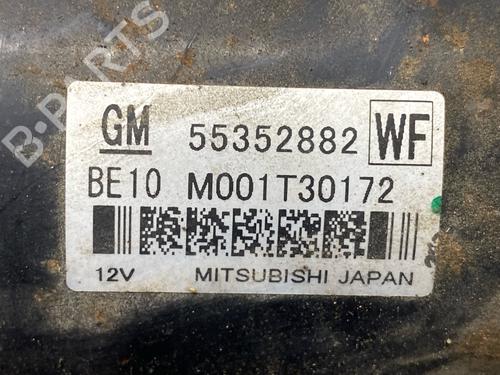 B-PARTS
GM 55352882 WF
BE10 M001T30172
12V MITSUBISHI JAPAN